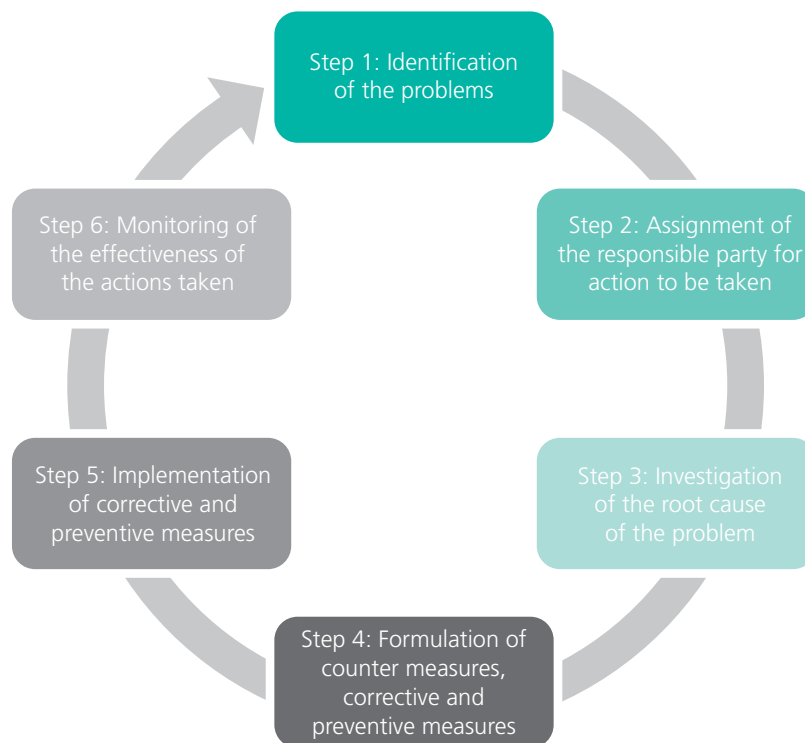 Step 1: Identification
of the problems
Step 2: Assignment of
the responsible party for
action to be taken
Step 3: Investigation
of the root cause
of the problem
Step 4: Formulation of
counter measures,
corrective and
preventive measures
Step 5: Implementation
of corrective and
preventive measures
Step 6: Monitoring of
the effectiveness of
the actions taken